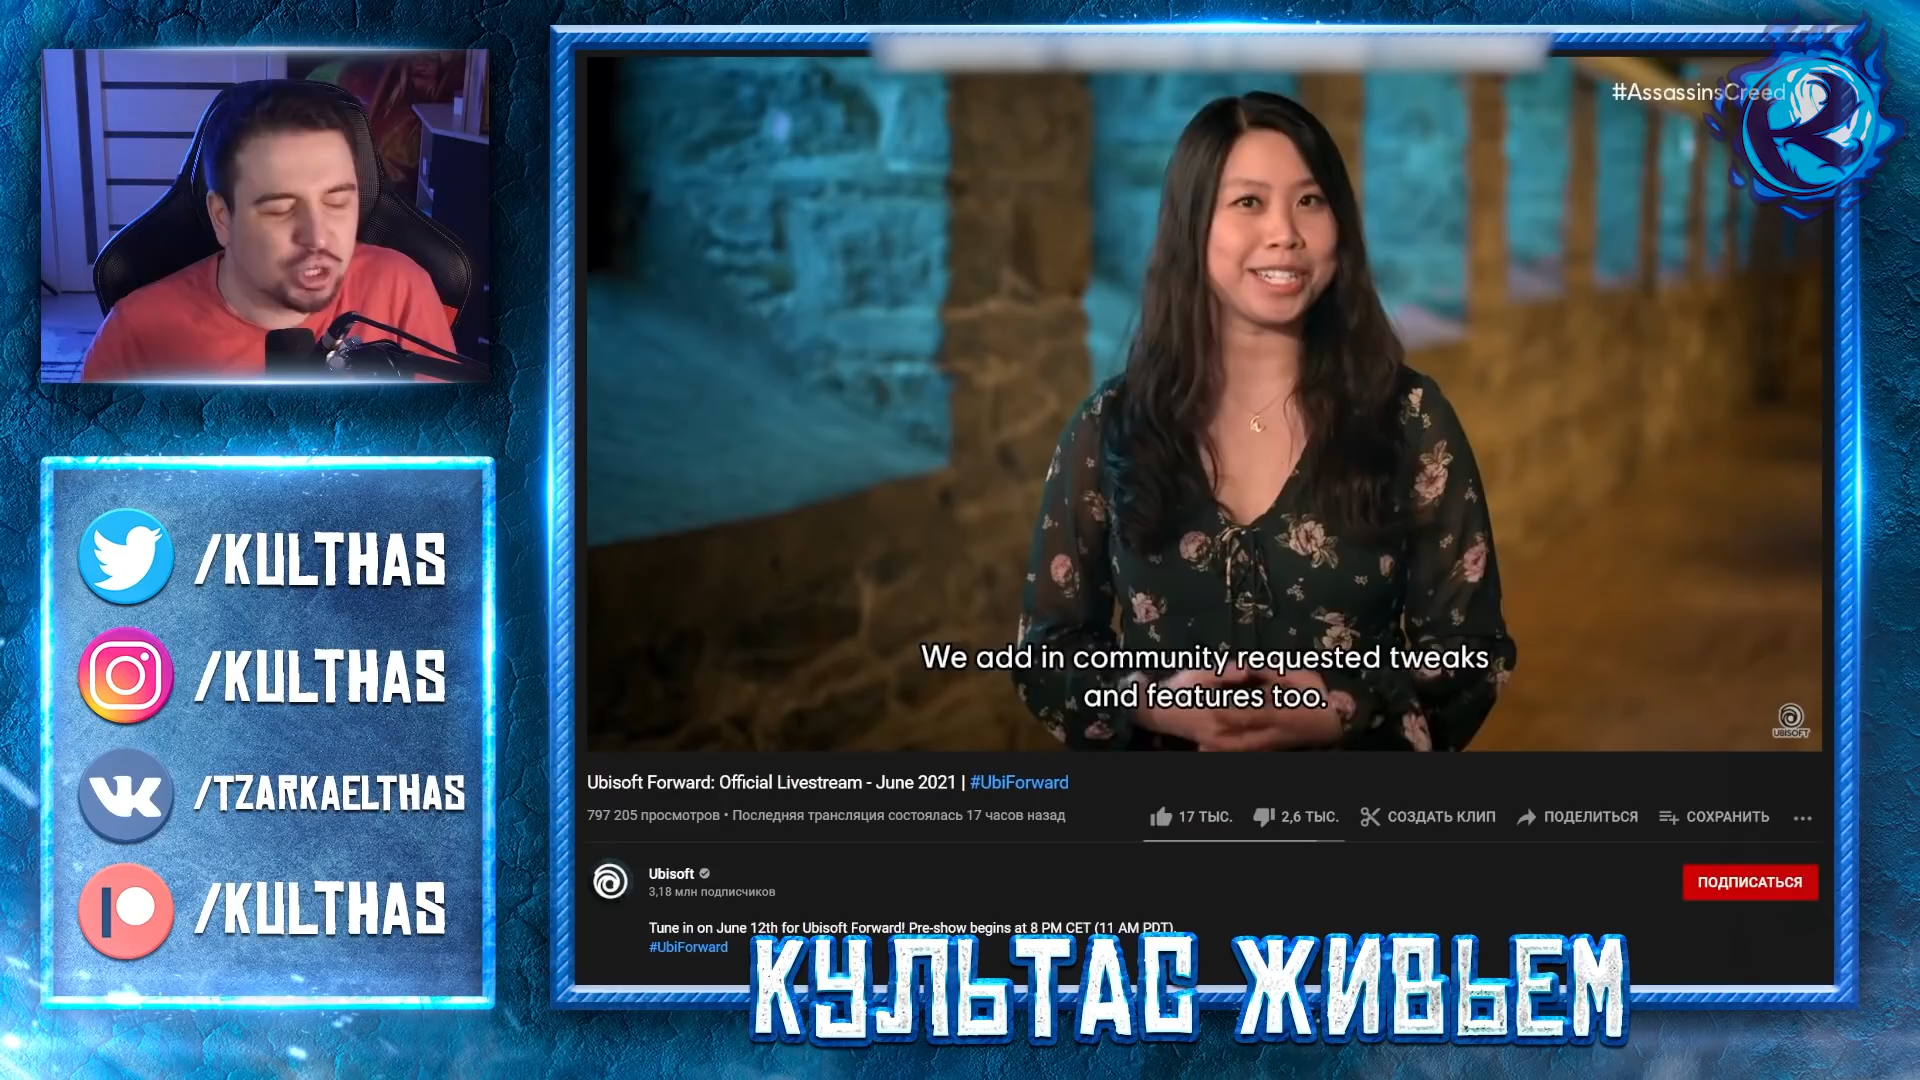 #AssassinsCreed
/KULTHAS
/KULTHAS
/TZARKAELTHAS
/KULTHAS
We add in community requested tweaks
and features too.
UBISOFT
Ubisoft Forward: Official Livestream - June 2021 | #UbiForward
797 205 просмотров • Последняя трансляция состоялась 17 часов назад
17 ТЫС. 2,6 ТЫС. СОЗДАТЬ КЛИП ПОДЕЛИТЬСЯ СОХРАНИТЬ
Ubisoft
3,18 млн подписчиков
ПОДПИСАТЬСЯ
Tune in on June 12th for Ubisoft Forward! Pre-show begins at 8 PM CET (11 AM PDT).
#UbiForward
КУЛЬТАС ЖИВЬЕМ